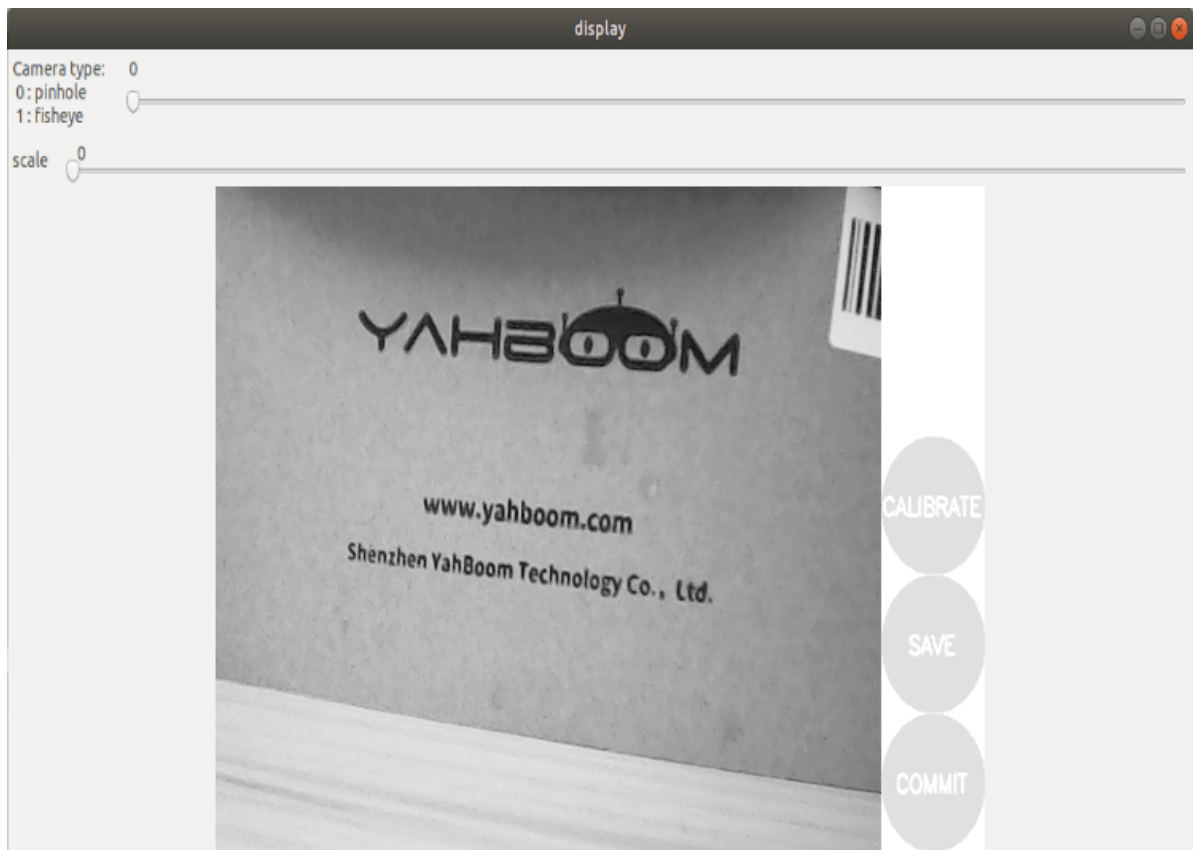 display
Camera type: 0
0 : pinhole
1 : fisheye
scale 0
YAHBOOM
www.yahboom.com
Shenzhen YahBoom Technology Co., Ltd.
CALIBRATE
SAVE
COMMIT